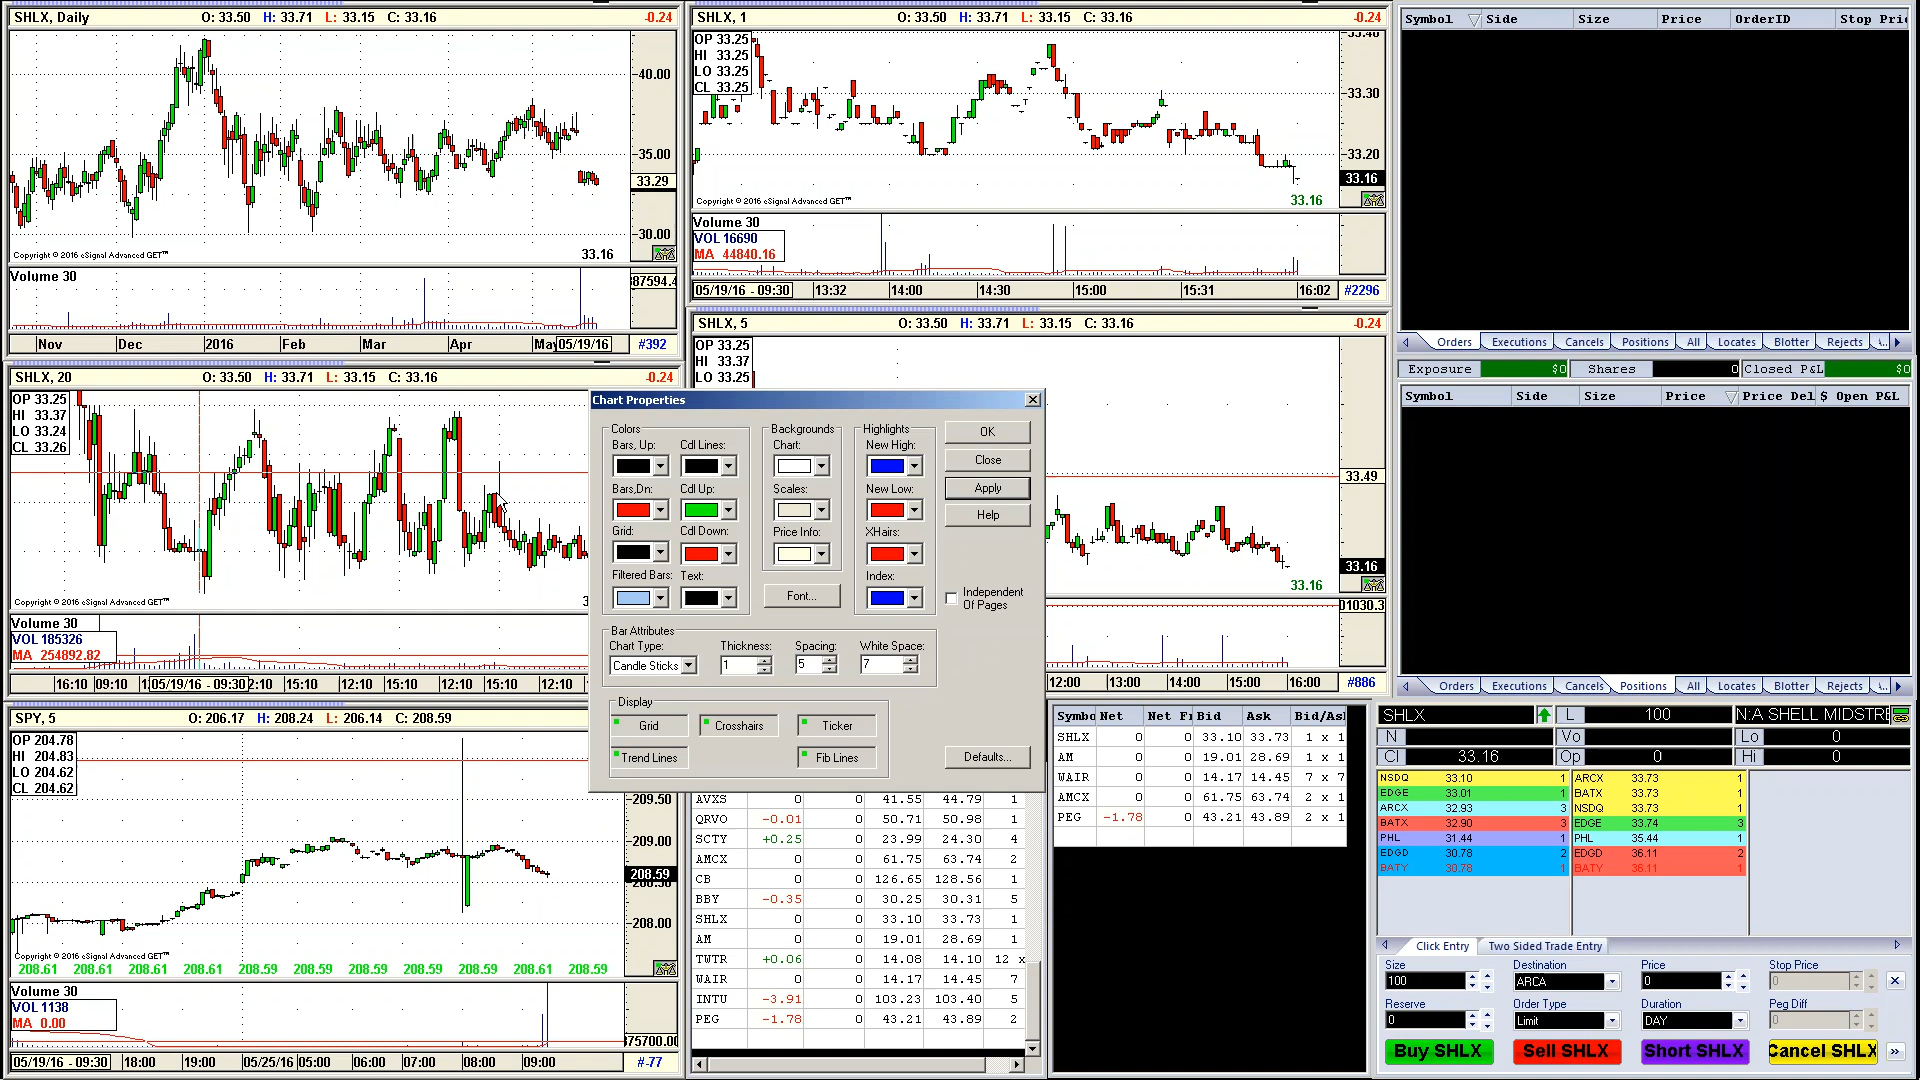 SHLX, Daily O: 33.50 H: 33.71 L: 33.15 C: 33.16 -0.24
40.00
35.00
33.29
30.00
33.16
Copyright © 2016 eSignal Advanced GET™
Volume 30
Nov Dec 2016 Feb Mar Apr May 05/19/16 #392
SHLX, 1 O: 33.50 H: 33.71 L: 33.15 C: 33.16 -0.24
OP 33.25
HI 33.25
LO 33.25
CL 33.25
33.40
33.30
33.20
33.16
33.16
Copyright © 2016 eSignal Advanced GET™
Volume 30
VOL 16690
MA 44840.16
05/19/16 - 09:30 13:32 14:00 14:30 15:00 15:31 16:02 #2296
SHLX, 20 O: 33.50 H: 33.71 L: 33.15 C: 33.16 -0.24
OP 33.25
HI 33.37
LO 33.24
CL 33.26
Copyright © 2016 eSignal Advanced GET™
Volume 30
VOL 185326
MA 254892.82
16:10 09:10 05/19/16 - 09:30 2:10 15:10 12:10 15:10 12:10 15:10 12:10
SHLX, 5 O: 33.50 H: 33.71 L: 33.15 C: 33.16 -0.24
OP 33.25
HI 33.37
LO 33.25
33.49
33.16
33.16
01030.3
12:00 13:00 14:00 15:00 16:00 #886
Chart Properties
Colors
Bars, Up: Cdl Lines:
Bars,Dn: Cdl Up:
Grid: Cdl Down:
Filtered Bars: Text:
Backgrounds
Chart:
Scales:
Price Info:
Font...
Highlights
New High:
New Low:
XHairs:
Index:
OK
Close
Apply
Help
Independent
Of Pages
Bar Attributes
Chart Type: Thickness: Spacing: White Space:
Candle Sticks 1 5 7
Display
Grid Crosshairs Ticker
Trend Lines Fib Lines
Defaults...
SPY, 5 O: 206.17 H: 208.24 L: 206.14 C: 208.59
OP 204.78
HI 204.83
LO 204.62
CL 204.62
209.50
209.00
208.59
208.50
208.00
Copyright © 2016 eSignal Advanced GET™
208.61 208.61 208.61 208.61 208.59 208.59 208.61 208.59 208.59 208.61 208.59
Volume 30
VOL 1138
MA 0.00
05/19/16 - 09:30 18:00 19:00 05/25/16 05:00 06:00 07:00 08:00 09:00 #-77
AVXS 0 0 41.55 44.79 1
QRVO -0.01 0 50.71 50.98 1
SCTY +0.25 0 23.99 24.30 4
AMCX 0 0 61.75 63.74 2
CB 0 0 126.65 128.56 1
BBY -0.35 0 30.25 30.31 5
SHLX 0 0 33.10 33.73 1
AM 0 0 19.01 28.69 1
TWTR +0.06 0 14.08 14.10 12 x
WAIR 0 0 14.17 14.45 7
INTU -3.91 0 103.23 103.40 5
PEG -1.78 0 43.21 43.89 2
Net Bid Ask
SHLX 0 0 33.10 33.73 1 x 1
AM 0 0 19.01 28.69 1 x 1
WAIR 0 0 14.17 14.45 7 x 7
AMCX 0 0 61.75 63.74 2 x 1
PEG -1.78 0 43.21 43.89 2 x 1
Symbol Side Size Price OrderID Stop
Orders Executions Cancels Positions All Locates Blotter Rejects
Exposure $0 Shares 0 Closed P&L $0
Symbol Side Size Price Price Del $ Open P&L
Orders Executions Cancels Positions All Locates Blotter Rejects
SHLX L 100 N:A SHELL MIDSTRE
N Vo Lo 0
Cl 33.16 Op 0 Hi 0
NSDQ 33.10 1 ARCX 33.73 1
EDGE 33.01 1 BATX 33.73 1
ARCX 32.93 3 NSDQ 33.73 1
BATX 32.90 3 EDGE 33.74 3
PHL 31.44 1 PHL 35.44 1
EDGD 30.78 2 EDGD 36.11 2
BATY 30.78 1 BATY 36.11 1
Click Entry Two Sided Trade Entry
Size Destination Price Stop Price
100 ARCA 0 0
Reserve Order Type Duration Peg Diff
0 Limit DAY 0
Buy SHLX Sell SHLX Short SHLX Cancel SHLX